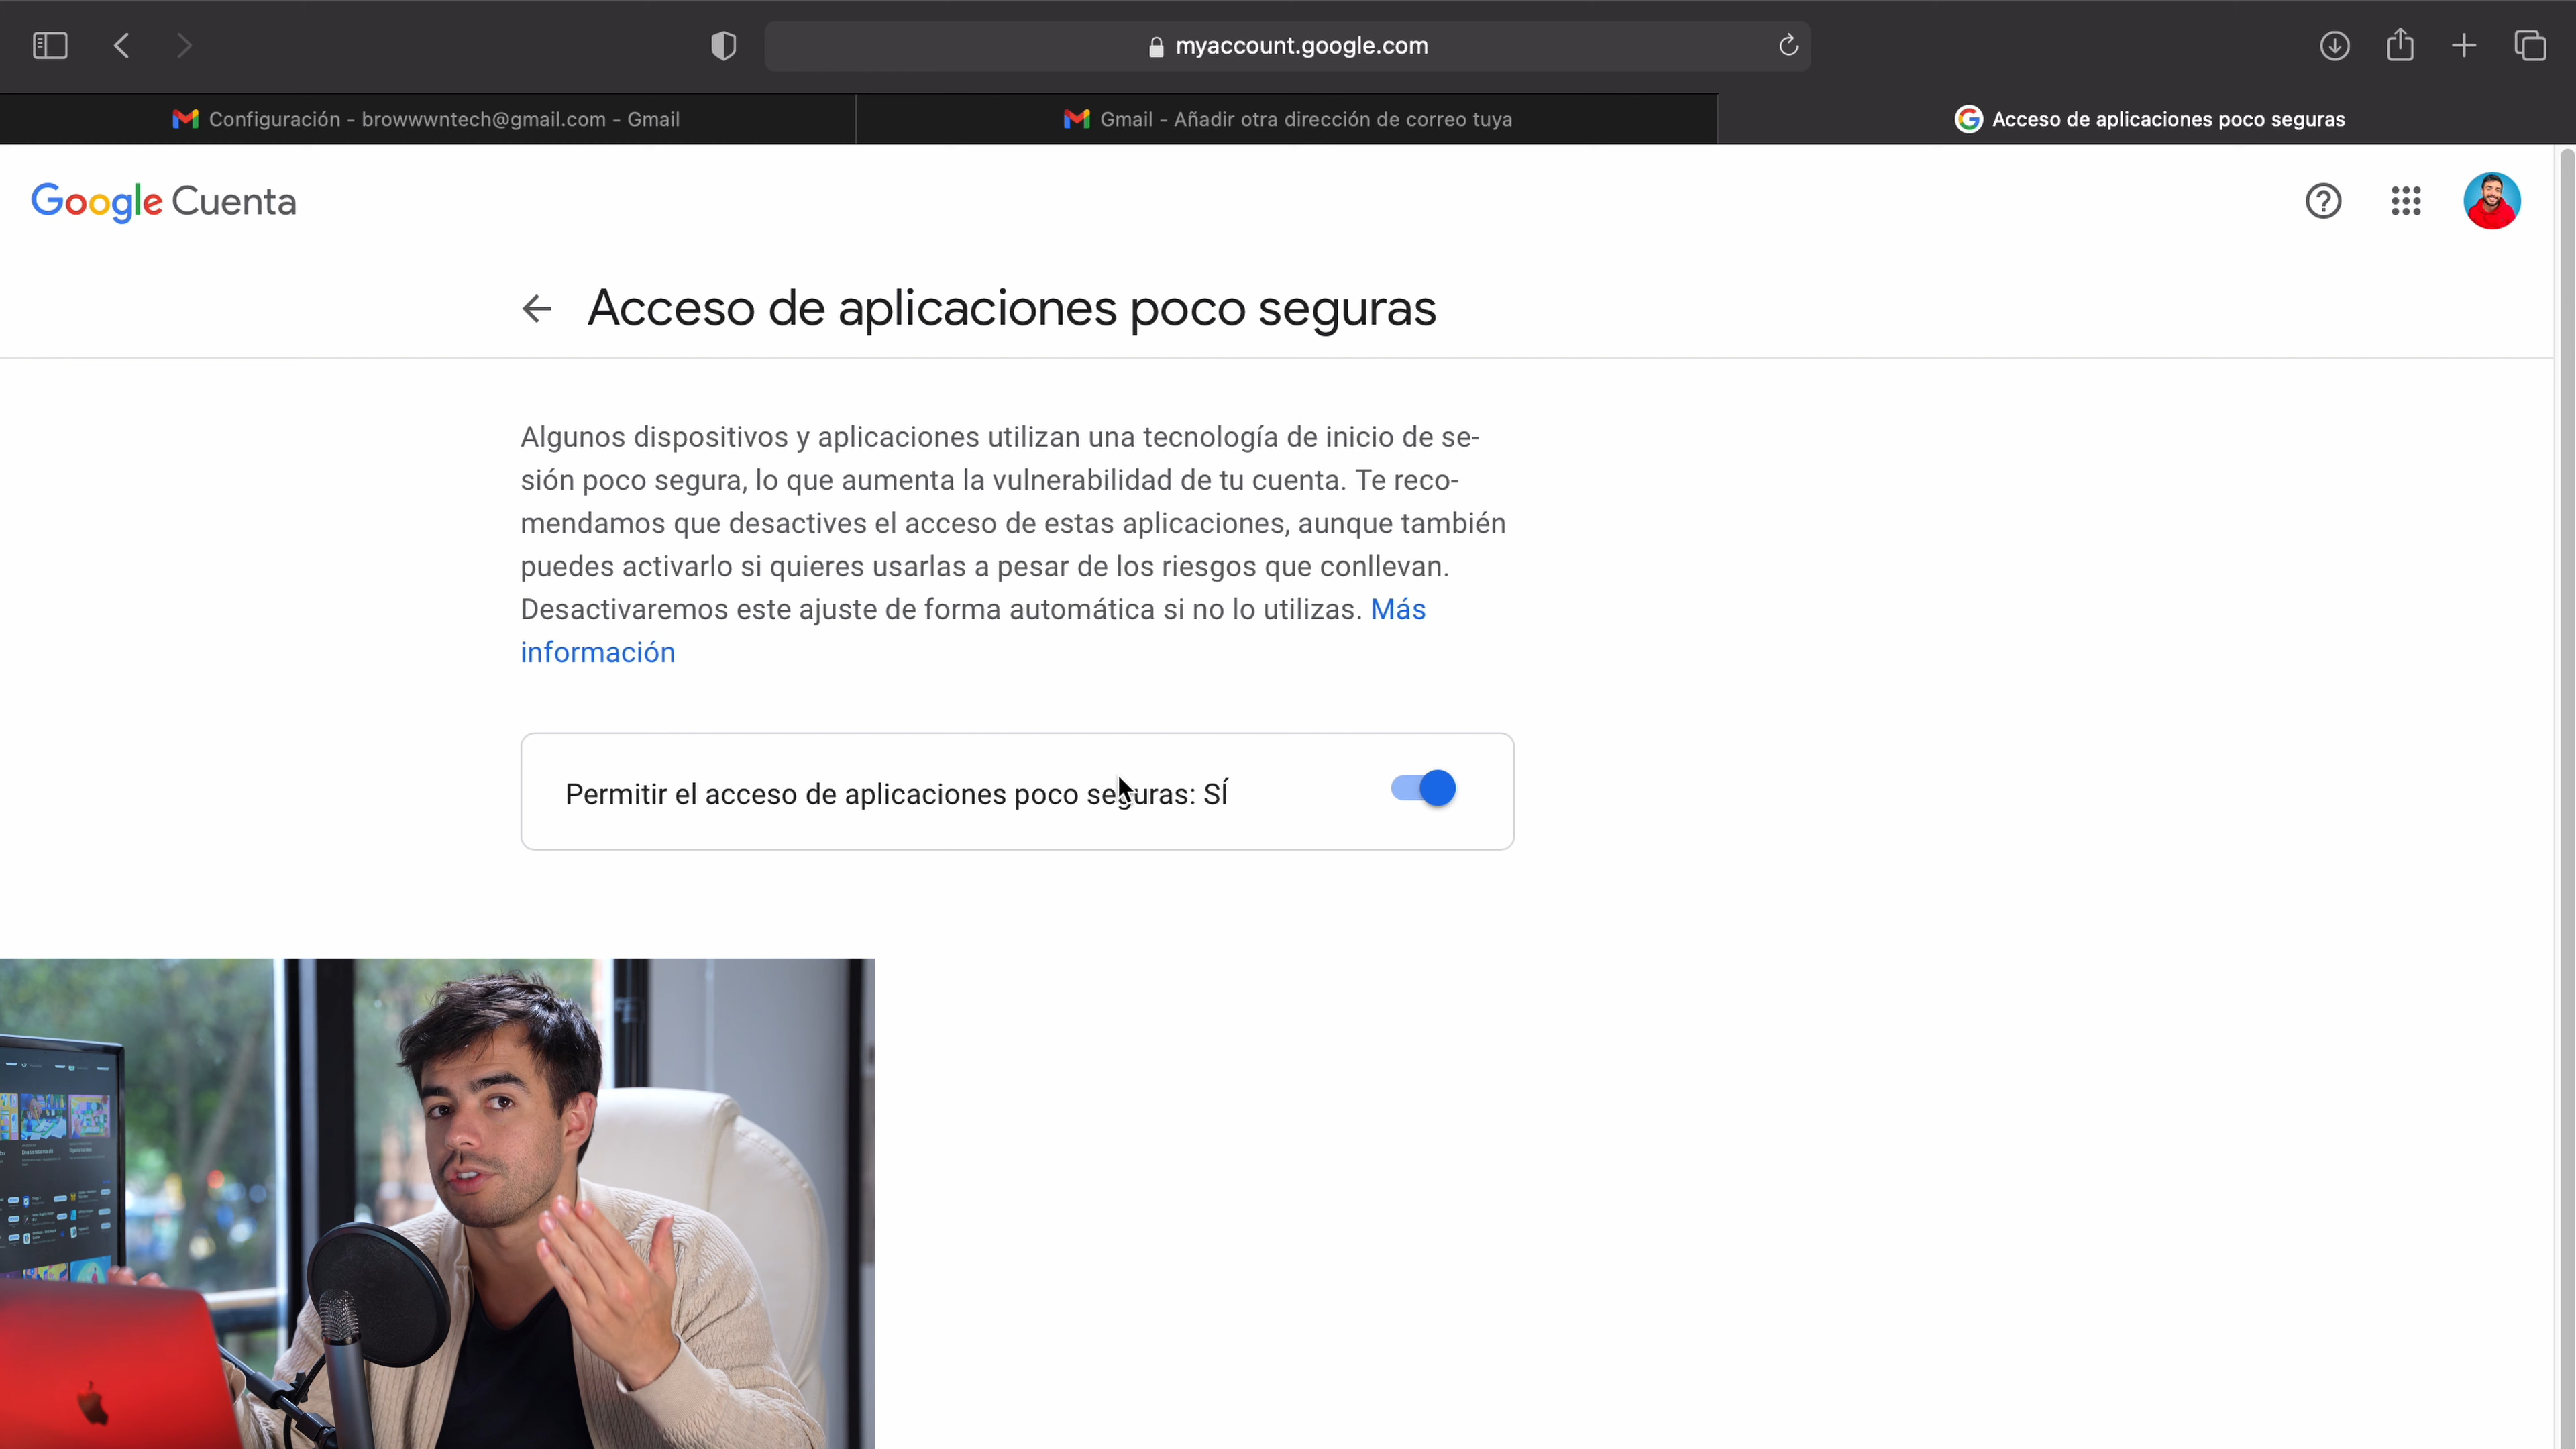 myaccount.google.com
Configuración - browwwntech@gmail.com - Gmail
Gmail - Añadir otra dirección de correo tuya
Acceso de aplicaciones poco seguras
Google Cuenta
Acceso de aplicaciones poco seguras
Algunos dispositivos y aplicaciones utilizan una tecnología de inicio de se-
sión poco segura, lo que aumenta la vulnerabilidad de tu cuenta. Te reco-
mendamos que desactives el acceso de estas aplicaciones, aunque también
puedes activarlo si quieres usarlas a pesar de los riesgos que conllevan.
Desactivaremos este ajuste de forma automática si no lo utilizas. Más
información
Permitir el acceso de aplicaciones poco seguras: SÍ